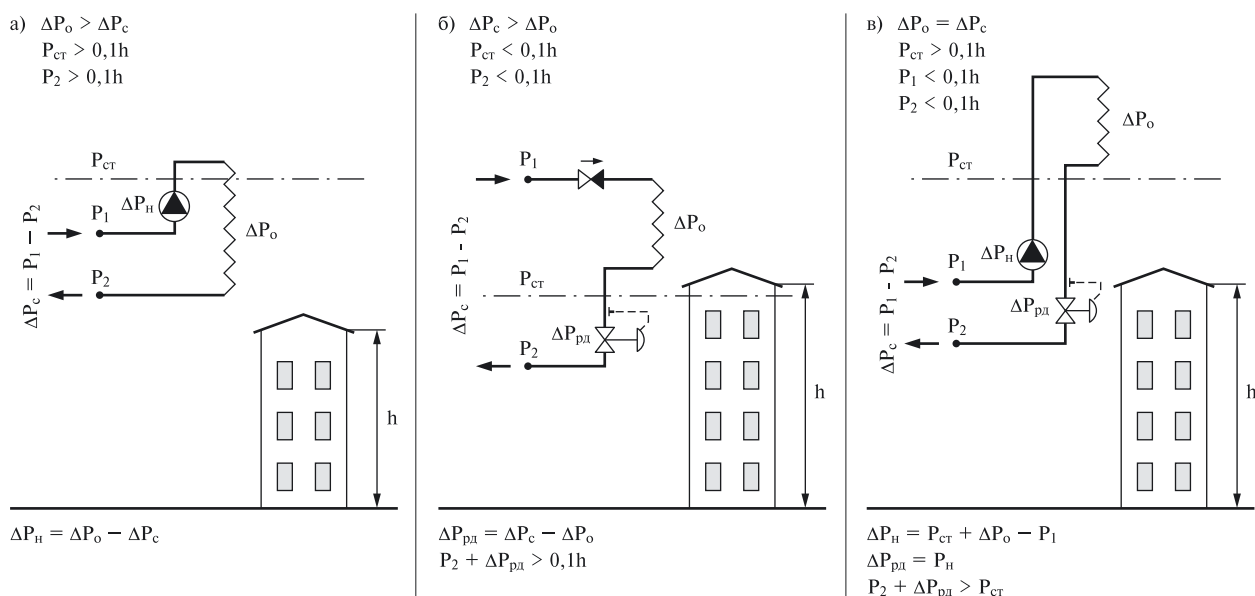 а) ΔPо > ΔPс
Pст > 0,1h
P2 > 0,1h
Pст
ΔPн
P1
ΔPо
P2
ΔPс = P1 − P2
h
ΔPн = ΔPо − ΔPс
б) ΔPс > ΔPо
Pст < 0,1h
P2 < 0,1h
P1
ΔPо
Pст
ΔPрд
P2
ΔPс = P1 - P2
h
ΔPрд = ΔPс − ΔPо
P2 + ΔPрд > 0,1h
в) ΔPо = ΔPс
Pст > 0,1h
P1 < 0,1h
P2 < 0,1h
ΔPо
Pст
ΔPн
P1
ΔPрд
P2
ΔPс = P1 - P2
h
ΔPн = Pст + ΔPо − P1
ΔPрд = Pн
P2 + ΔPрд > Pст